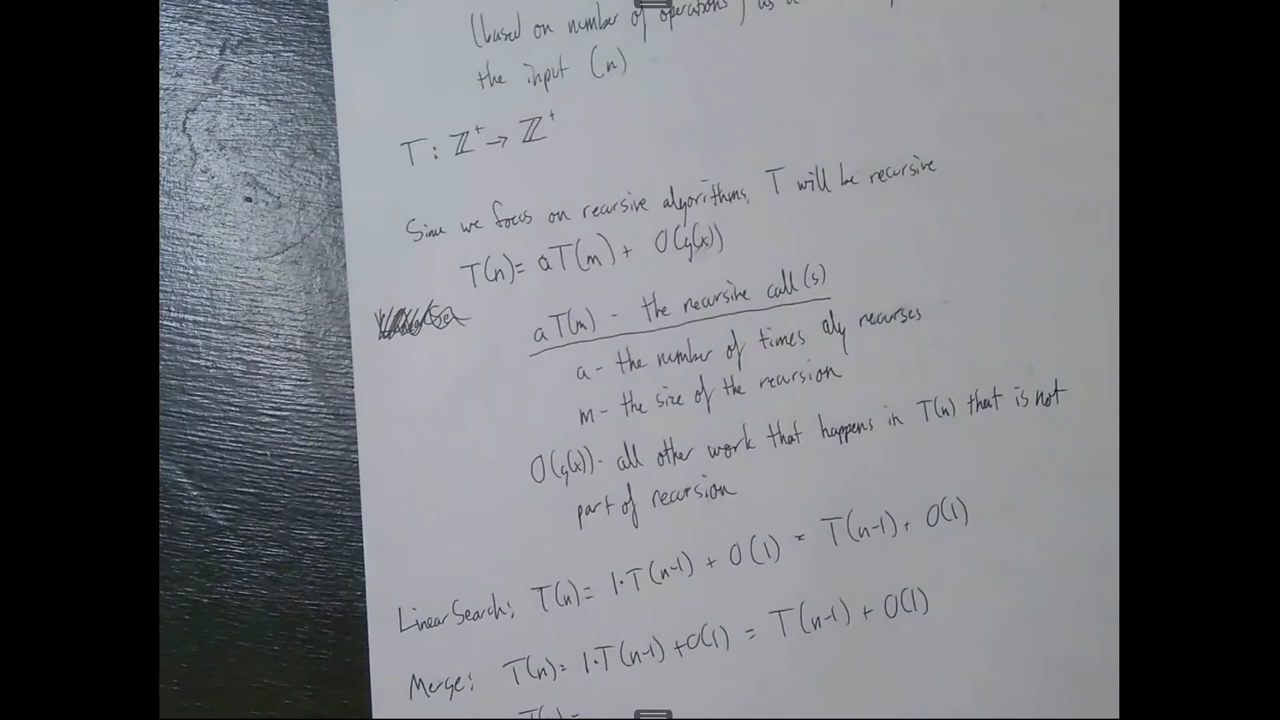 (based on number of operations) as a
the input (n)
T: ℤ⁺ → ℤ⁺
Since we focus on recursive algorithms, T will be recursive
T(n) = aT(m) + O(g(x))
aT(m) - the recursive call(s)
a - the number of times alg recurses
m - the size of the recursion
O(g(x)) - all other work that happens in T(n) that is not
part of recursion
Linear Search: T(n) = 1·T(n-1) + O(1) = T(n-1) + O(1)
Merge: T(n) = 1·T(n-1) + O(1) = T(n-1) + O(1)
T(n) =